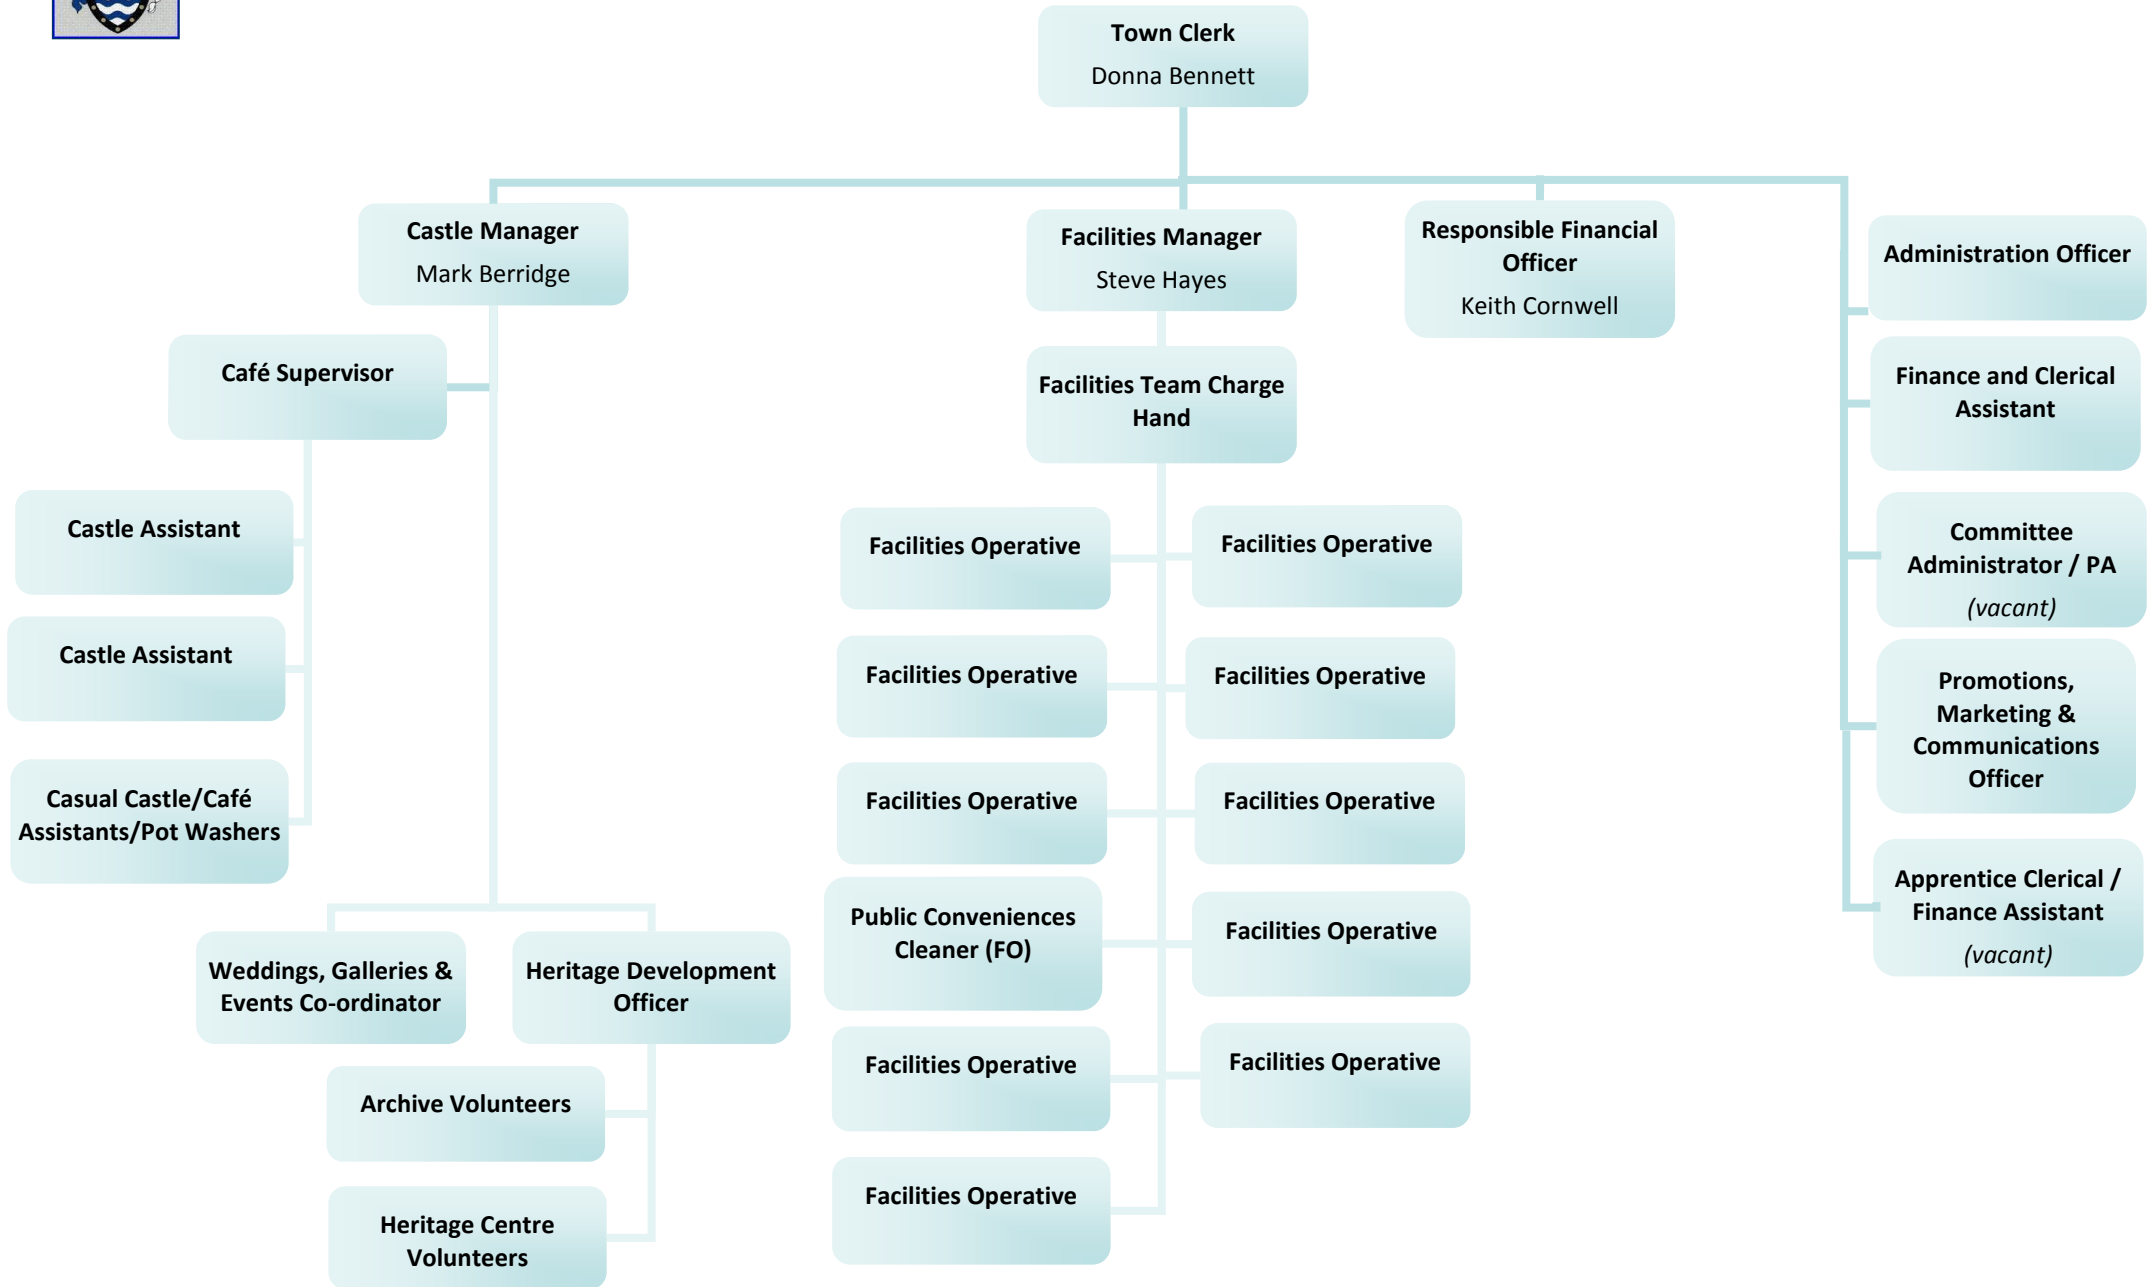 Town Clerk
Donna Bennett
Castle Manager
Mark Berridge
Facilities Manager
Steve Hayes
Responsible Financial
Officer
Keith Cornwell
Administration Officer
Café Supervisor
Facilities Team Charge
Hand
Finance and Clerical
Assistant
Castle Assistant
Facilities Operative
Facilities Operative
Committee
Administrator / PA
(vacant)
Castle Assistant
Facilities Operative
Facilities Operative
Promotions,
Marketing &
Communications
Officer
Casual Castle/Café
Assistants/Pot Washers
Facilities Operative
Facilities Operative
Apprentice Clerical /
Finance Assistant
(vacant)
Weddings, Galleries &
Events Co-ordinator
Heritage Development
Officer
Public Conveniences
Cleaner (FO)
Facilities Operative
Archive Volunteers
Facilities Operative
Facilities Operative
Heritage Centre
Volunteers
Facilities Operative